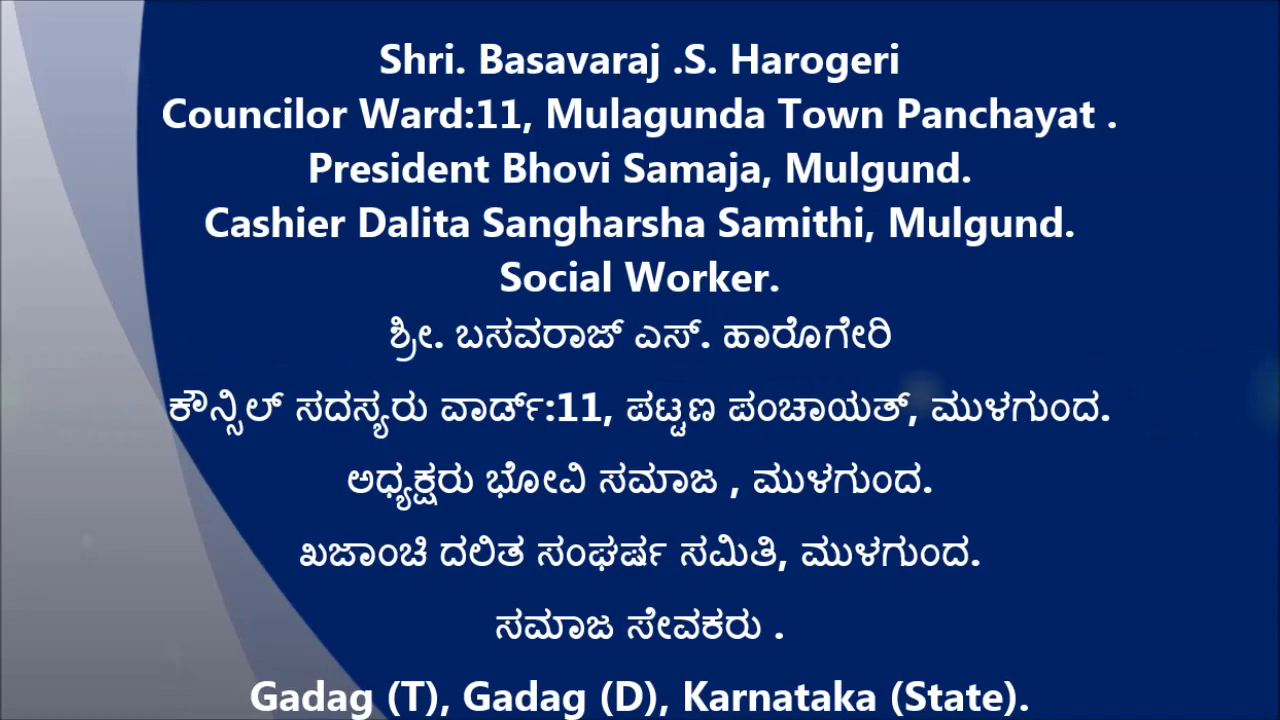 Shri. Basavaraj .S. Harogeri
Councilor Ward:11, Mulagunda Town Panchayat .
President Bhovi Samaja, Mulgund.
Cashier Dalita Sangharsha Samithi, Mulgund.
Social Worker.
ಶ್ರೀ. ಬಸವರಾಜ್ ಎಸ್. ಹಾರೊಗೇರಿ
ಕೌನ್ಸಿಲ್ ಸದಸ್ಯರು ವಾರ್ಡ್:11, ಪಟ್ಟಣ ಪಂಚಾಯತ್, ಮುಳಗುಂದ.
ಅಧ್ಯಕ್ಷರು ಭೋವಿ ಸಮಾಜ , ಮುಳಗುಂದ.
ಖಜಾಂಚಿ ದಲಿತ ಸಂಘರ್ಷ ಸಮಿತಿ, ಮುಳಗುಂದ.
ಸಮಾಜ ಸೇವಕರು .
Gadag (T), Gadag (D), Karnataka (State).